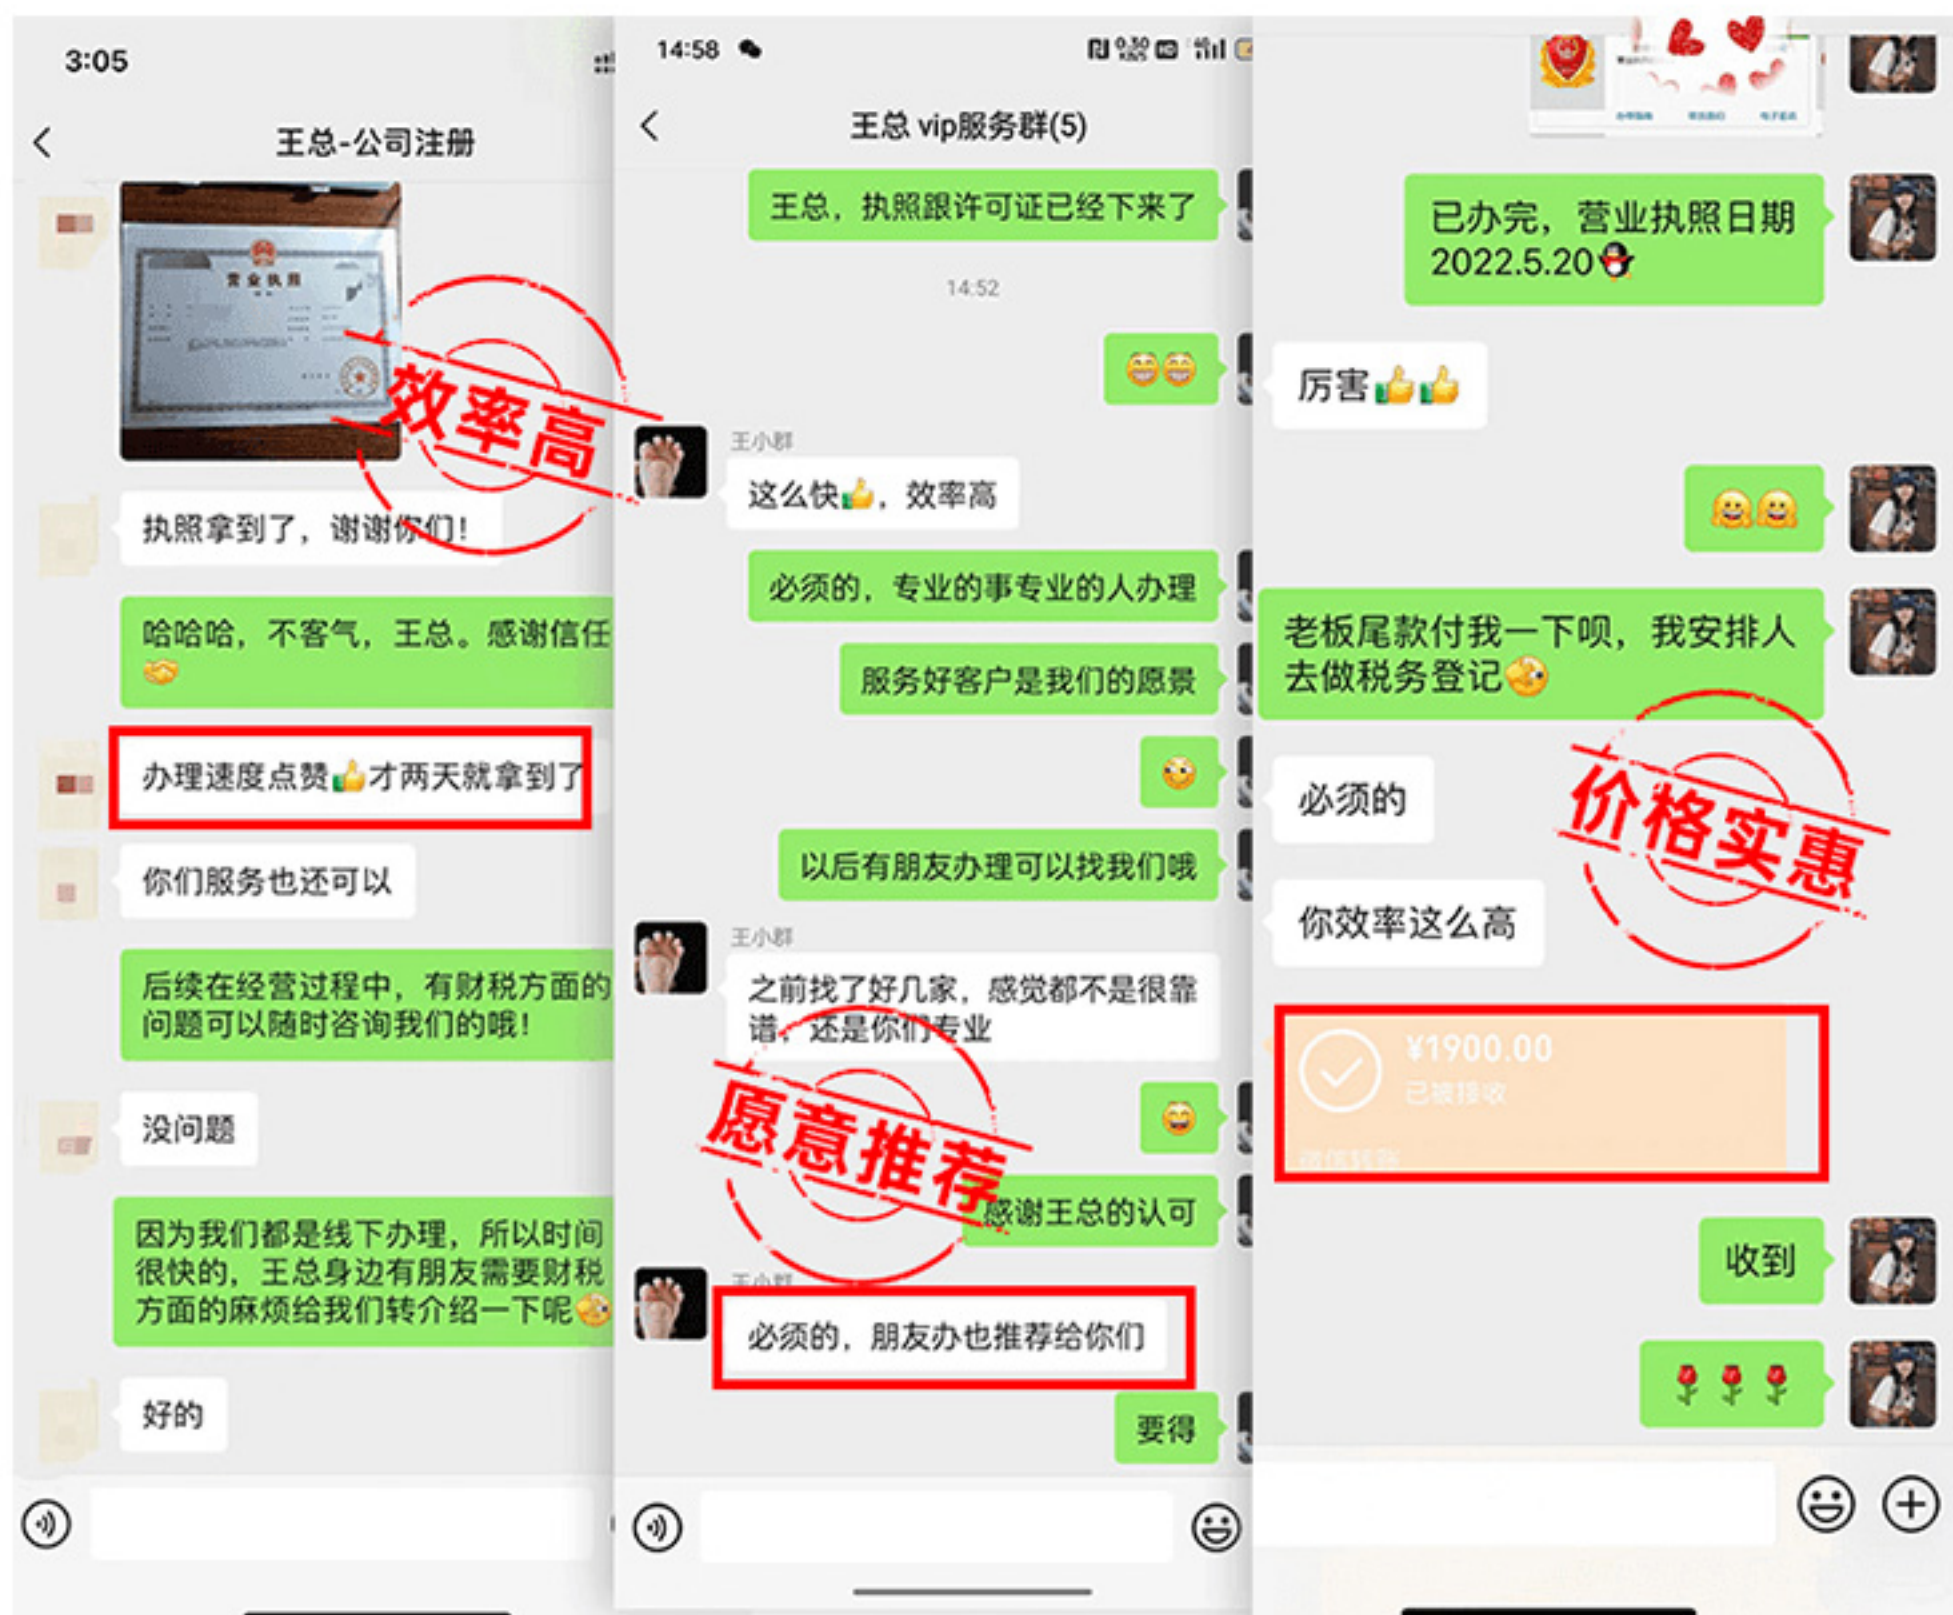 3:05
王总-公司注册
营业执照
效率高
执照拿到了，谢谢你们！
哈哈哈，不客气，王总。感谢信任
办理速度点赞👍才两天就拿到了
你们服务也还可以
后续在经营过程中，有财税方面的
问题可以随时咨询我们的哦！
没问题
因为我们都是线下办理，所以时间
很快的，王总身边有朋友需要财税
方面的麻烦给我们转介绍一下呢
好的
14:58
王总 vip服务群(5)
王总，执照跟许可证已经下来了
14:52
王小群
这么快👍，效率高
必须的，专业的事专业的人办理
服务好客户是我们的愿景
以后有朋友办理可以找我们哦
王小群
之前找了好几家，感觉都不是很靠
谱，还是你们专业
愿意推荐
感谢王总的认可
王小群
必须的，朋友办也推荐给你们
要得
已办完，营业执照日期
2022.5.20
厉害👍👍
老板尾款付我一下呗，我安排人
去做税务登记
必须的
价格实惠
你效率这么高
¥1900.00
已被接收
微信转账
收到